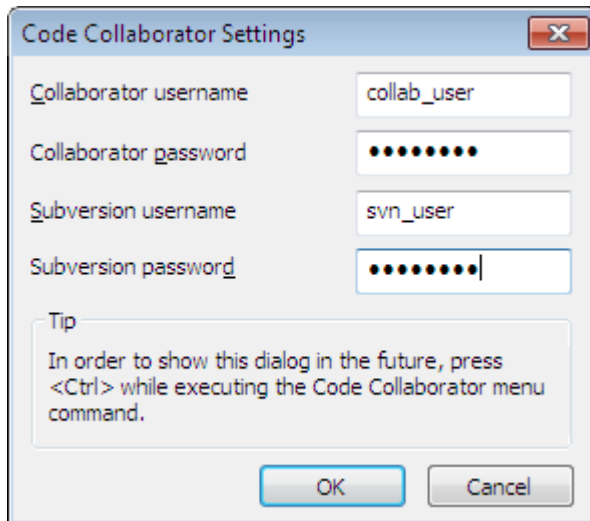 Code Collaborator Settings
Collaborator username collab_user
Collaborator password ••••••••
Subversion username svn_user
Subversion password ••••••••
Tip
In order to show this dialog in the future, press
<Ctrl> while executing the Code Collaborator menu
command.
OK Cancel